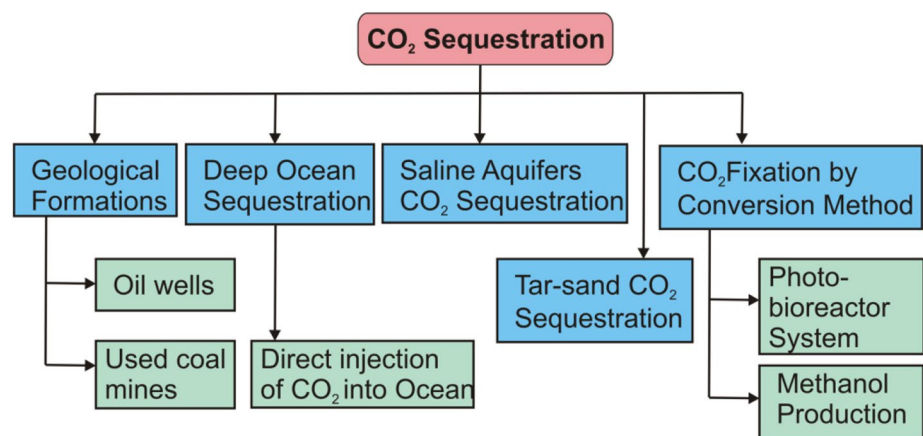 CO₂ Sequestration
Geological
Formations
Deep Ocean
Sequestration
Saline Aquifers
CO₂ Sequestration
CO₂Fixation by
Conversion Method
Oil wells
Used coal
mines
Direct injection
of CO₂ into Ocean
Tar-sand CO₂
Sequestration
Photo-
bioreactor
System
Methanol
Production